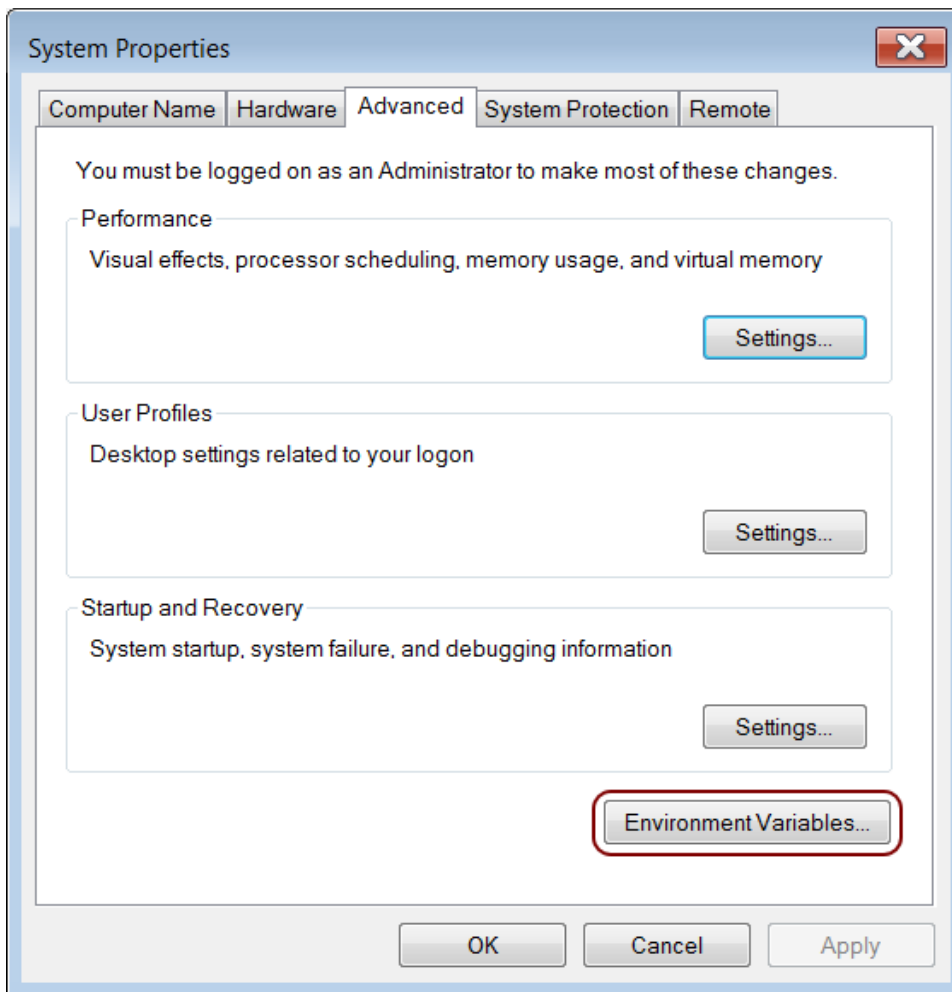 System Properties
Computer Name Hardware Advanced System Protection Remote
You must be logged on as an Administrator to make most of these changes.
Performance
Visual effects, processor scheduling, memory usage, and virtual memory
Settings...
User Profiles
Desktop settings related to your logon
Settings...
Startup and Recovery
System startup, system failure, and debugging information
Settings...
Environment Variables...
OK Cancel Apply